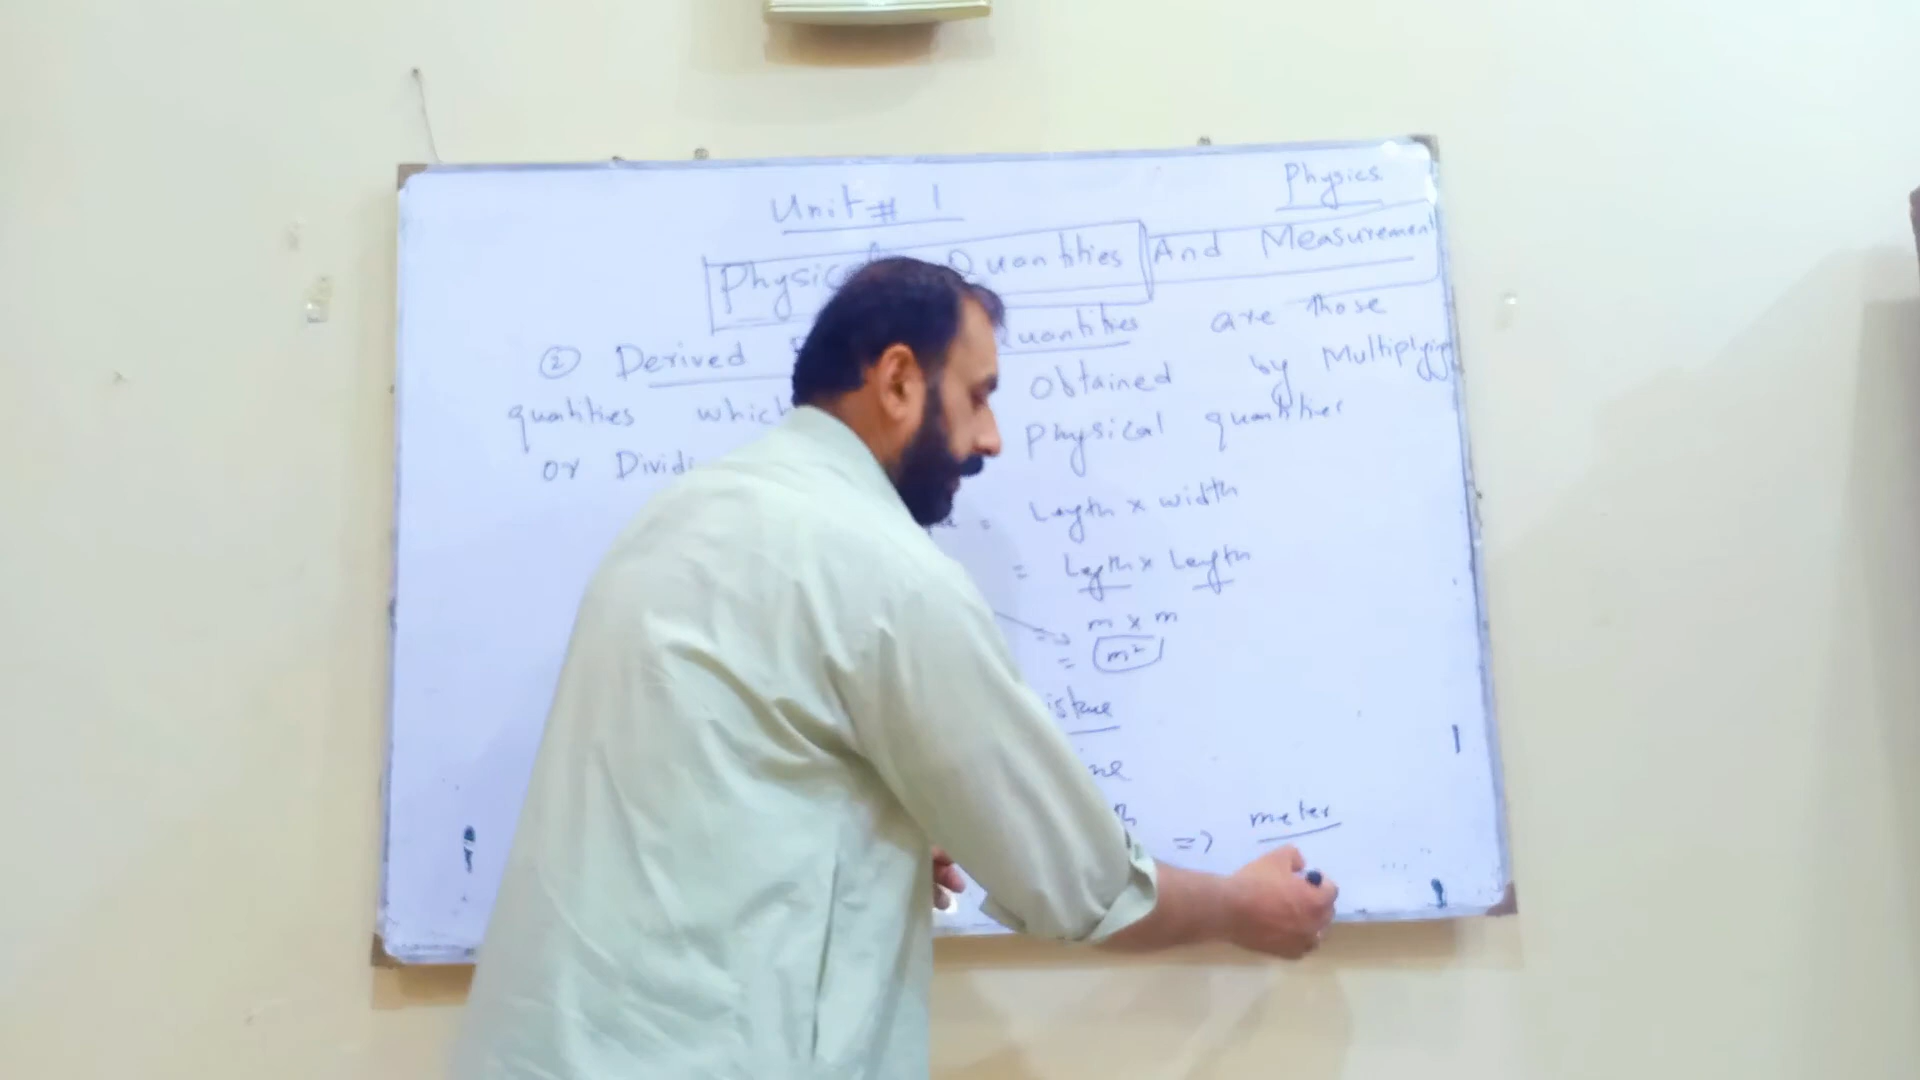 Physics.
Unit # 1
Physical Quantities And Measurement
② Derived Quantities are those
quantities which obtained by Multiplying
or physical quantities
= Length x width
= Length x Length
= m x m
= m²
=> meter